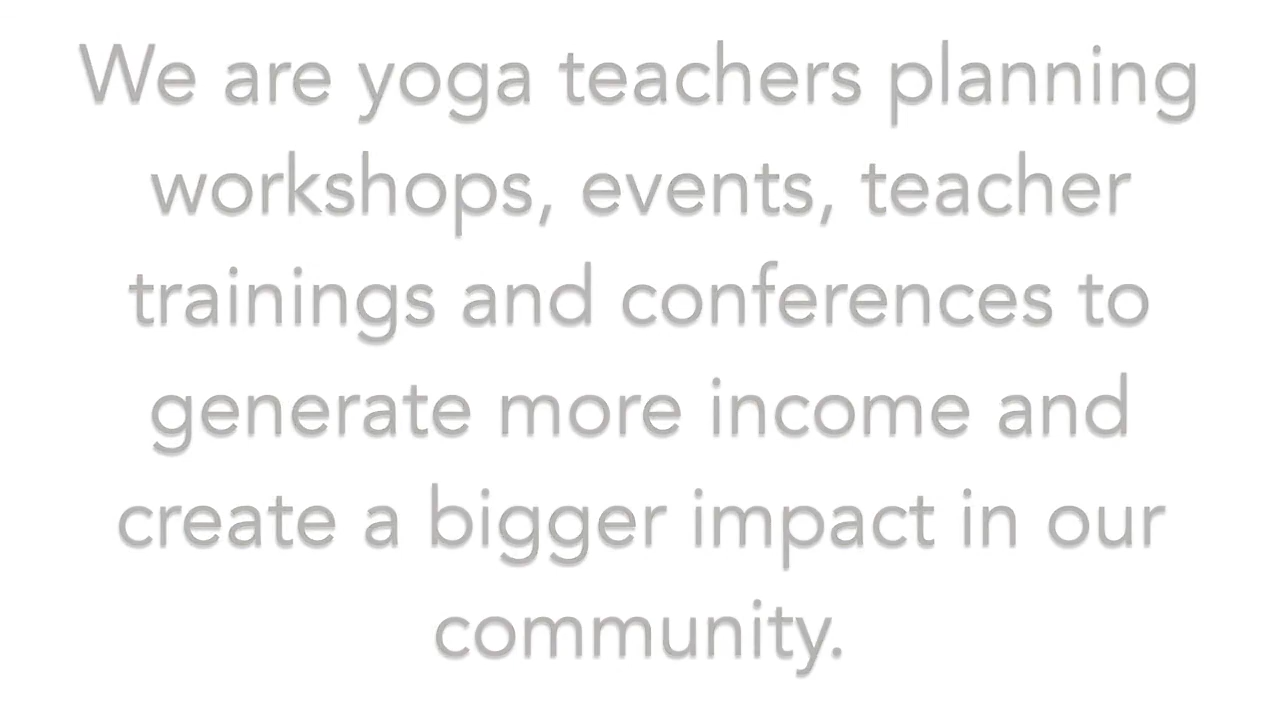 We are yoga teachers planning
workshops, events, teacher
trainings and conferences to
generate more income and
create a bigger impact in our
community.